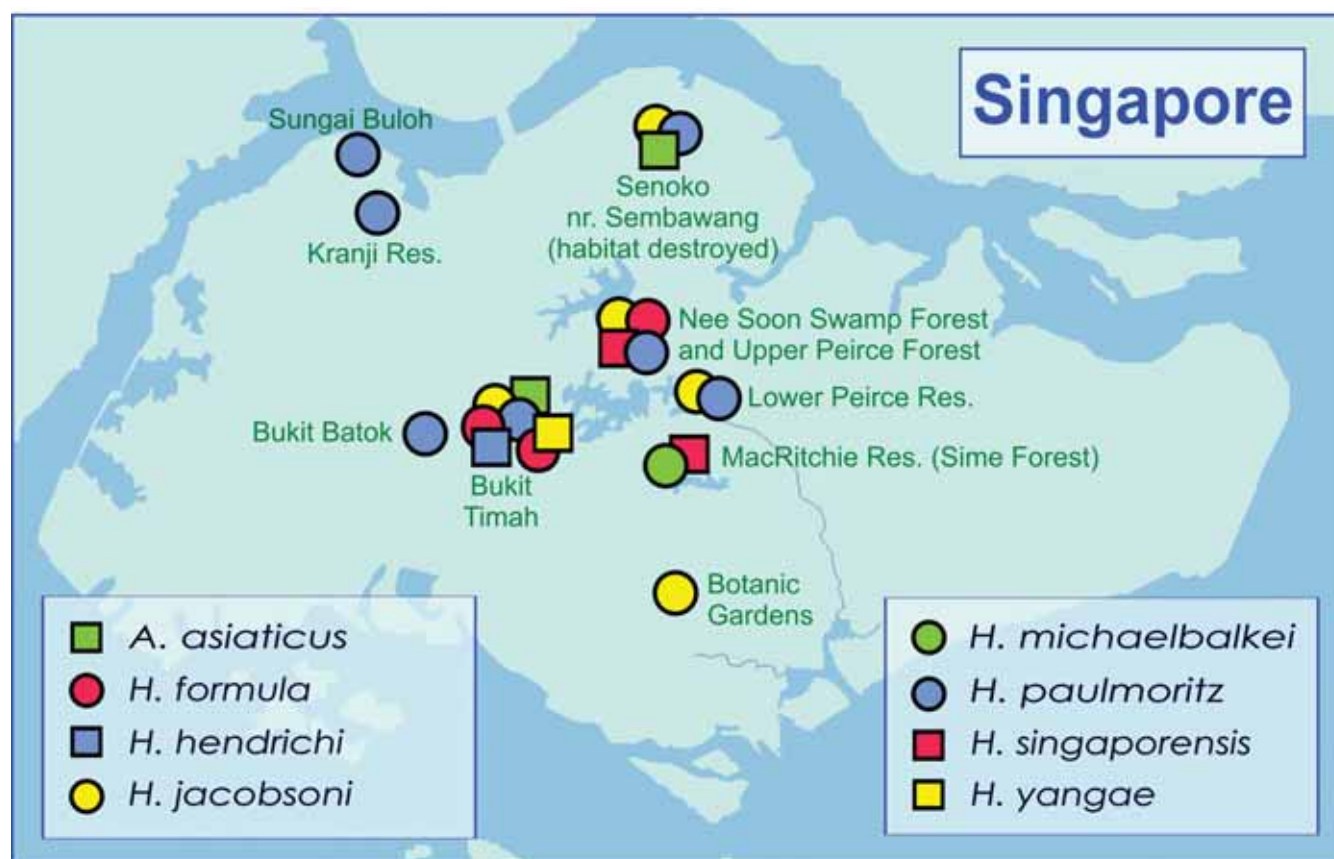 Singapore
Sungai Buloh
Kranji Res.
Senoko
nr. Sembawang
(habitat destroyed)
Nee Soon Swamp Forest
and Upper Peirce Forest
Lower Peirce Res.
Bukit Batok
MacRitchie Res. (Sime Forest)
Bukit
Timah
Botanic
Gardens
A. asiaticus
H. formula
H. hendrichi
H. jacobsoni
H. michaelbalkei
H. paulmoritz
H. singaporensis
H. yangae